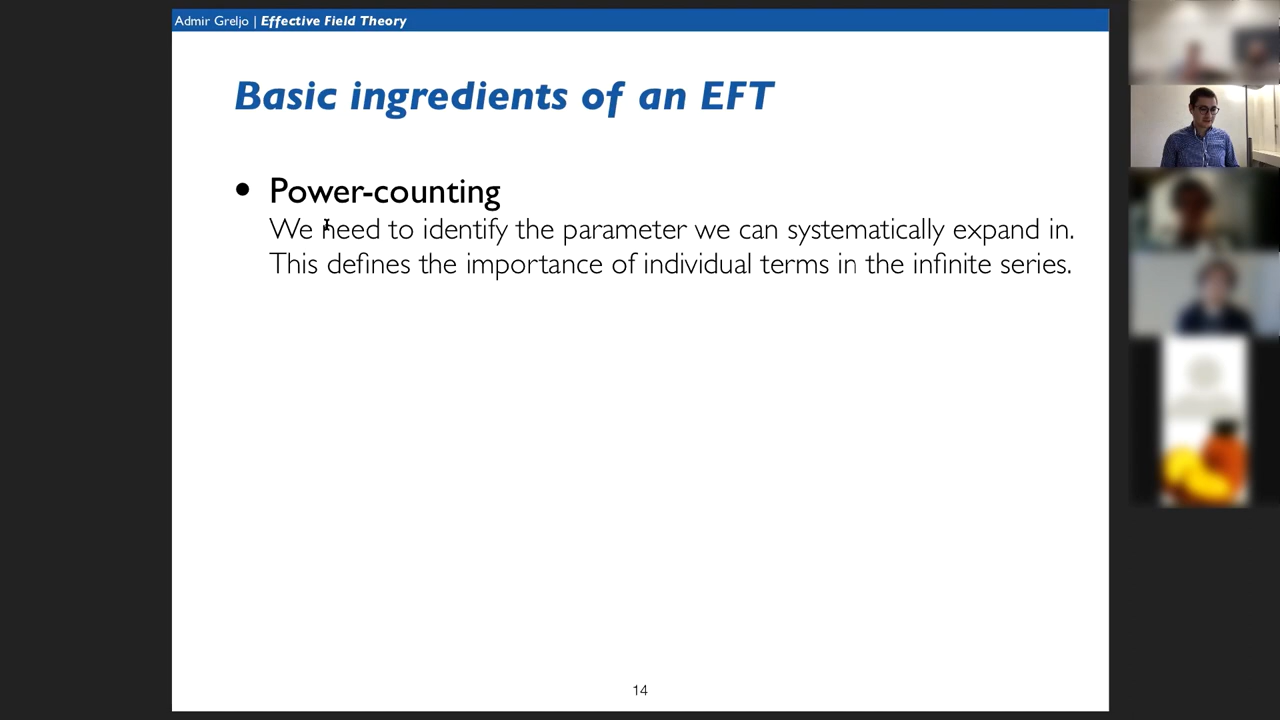 Admir Greljo | Effective Field Theory
Basic ingredients of an EFT
• Power-counting
We need to identify the parameter we can systematically expand in.
This defines the importance of individual terms in the infinite series.
14